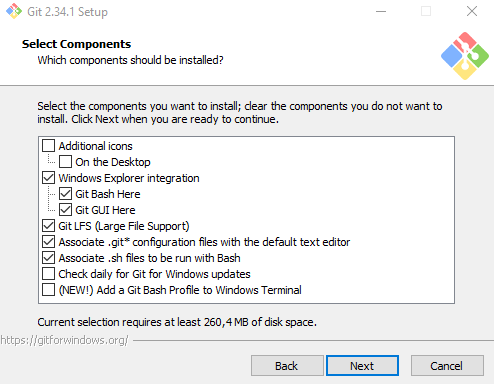 Git 2.34.1 Setup
Select Components
Which components should be installed?
Select the components you want to install; clear the components you do not want to
install. Click Next when you are ready to continue.
Additional icons
On the Desktop
Windows Explorer integration
Git Bash Here
Git GUI Here
Git LFS (Large File Support)
Associate .git* configuration files with the default text editor
Associate .sh files to be run with Bash
Check daily for Git for Windows updates
(NEW!) Add a Git Bash Profile to Windows Terminal
Current selection requires at least 260,4 MB of disk space.
https://gitforwindows.org/
Back
Next
Cancel